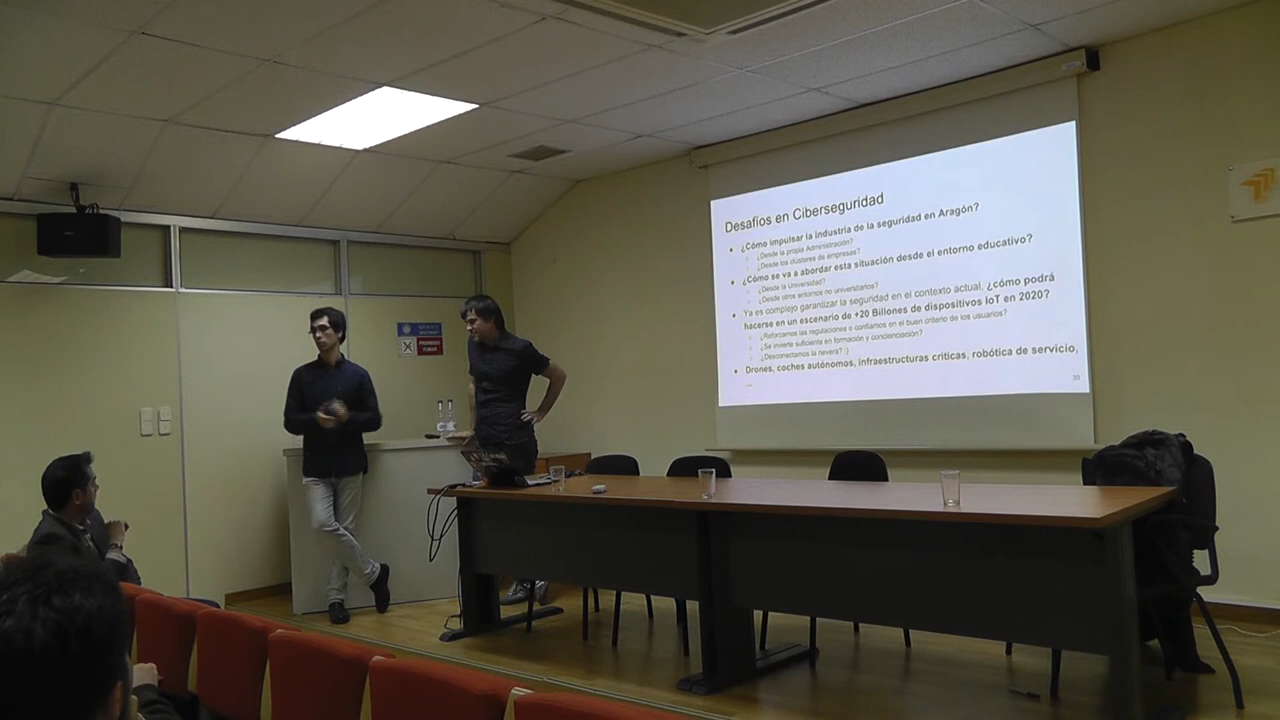 Desafíos en Ciberseguridad
● ¿Cómo impulsar la industria de la seguridad en Aragón?
○ ¿Desde la propia Administración?
○ ¿Desde los clústeres de empresas?
● ¿Cómo se va a abordar esta situación desde el entorno educativo?
○ ¿Desde la Universidad?
○ ¿Desde otros entornos no universitarios?
● Ya es complejo garantizar la seguridad en el contexto actual, ¿cómo podrá
hacerse en un escenario de +20 Billones de dispositivos IoT en 2020?
○ ¿Reforzamos las regulaciones o confiamos en el buen criterio de los usuarios?
○ ¿Se invierte suficiente en formación y concienciación?
○ ¿Desconectamos la nevera? :)
● Drones, coches autónomos, infraestructuras críticas, robótica de servicio,
...
30
PROHIBIDO
FUMAR